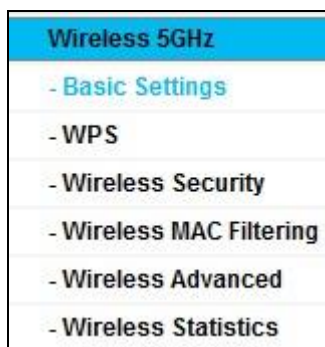 Wireless 5GHz
- Basic Settings
- WPS
- Wireless Security
- Wireless MAC Filtering
- Wireless Advanced
- Wireless Statistics